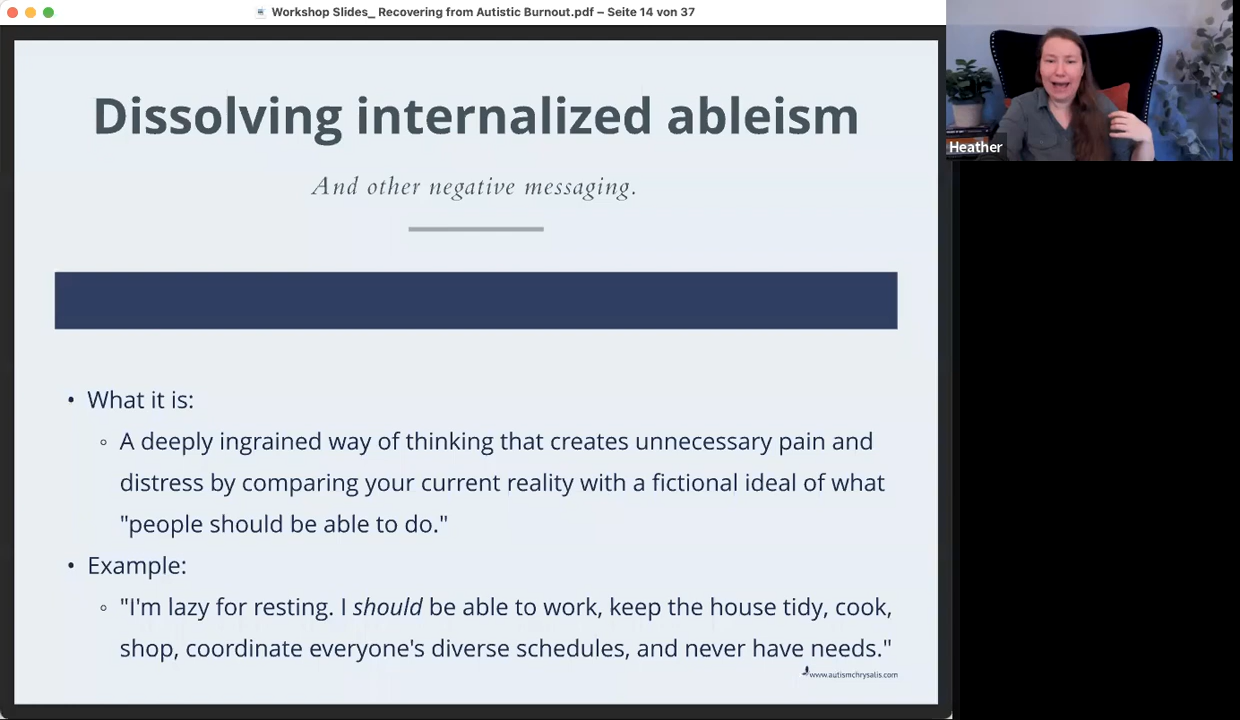 Workshop Slides_ Recovering from Autistic Burnout.pdf – Seite 14 von 37
Heather
Dissolving internalized ableism
And other negative messaging.
• What it is:
◦ A deeply ingrained way of thinking that creates unnecessary pain and
distress by comparing your current reality with a fictional ideal of what
"people should be able to do."
• Example:
◦ "I'm lazy for resting. I should be able to work, keep the house tidy, cook,
shop, coordinate everyone's diverse schedules, and never have needs."
www.autismchrysalis.com